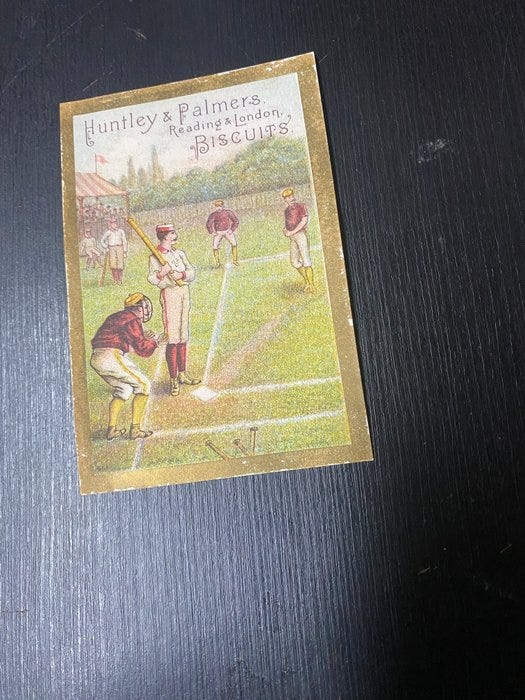 Huntley & Palmers.
Reading & London,
BISCUITS.